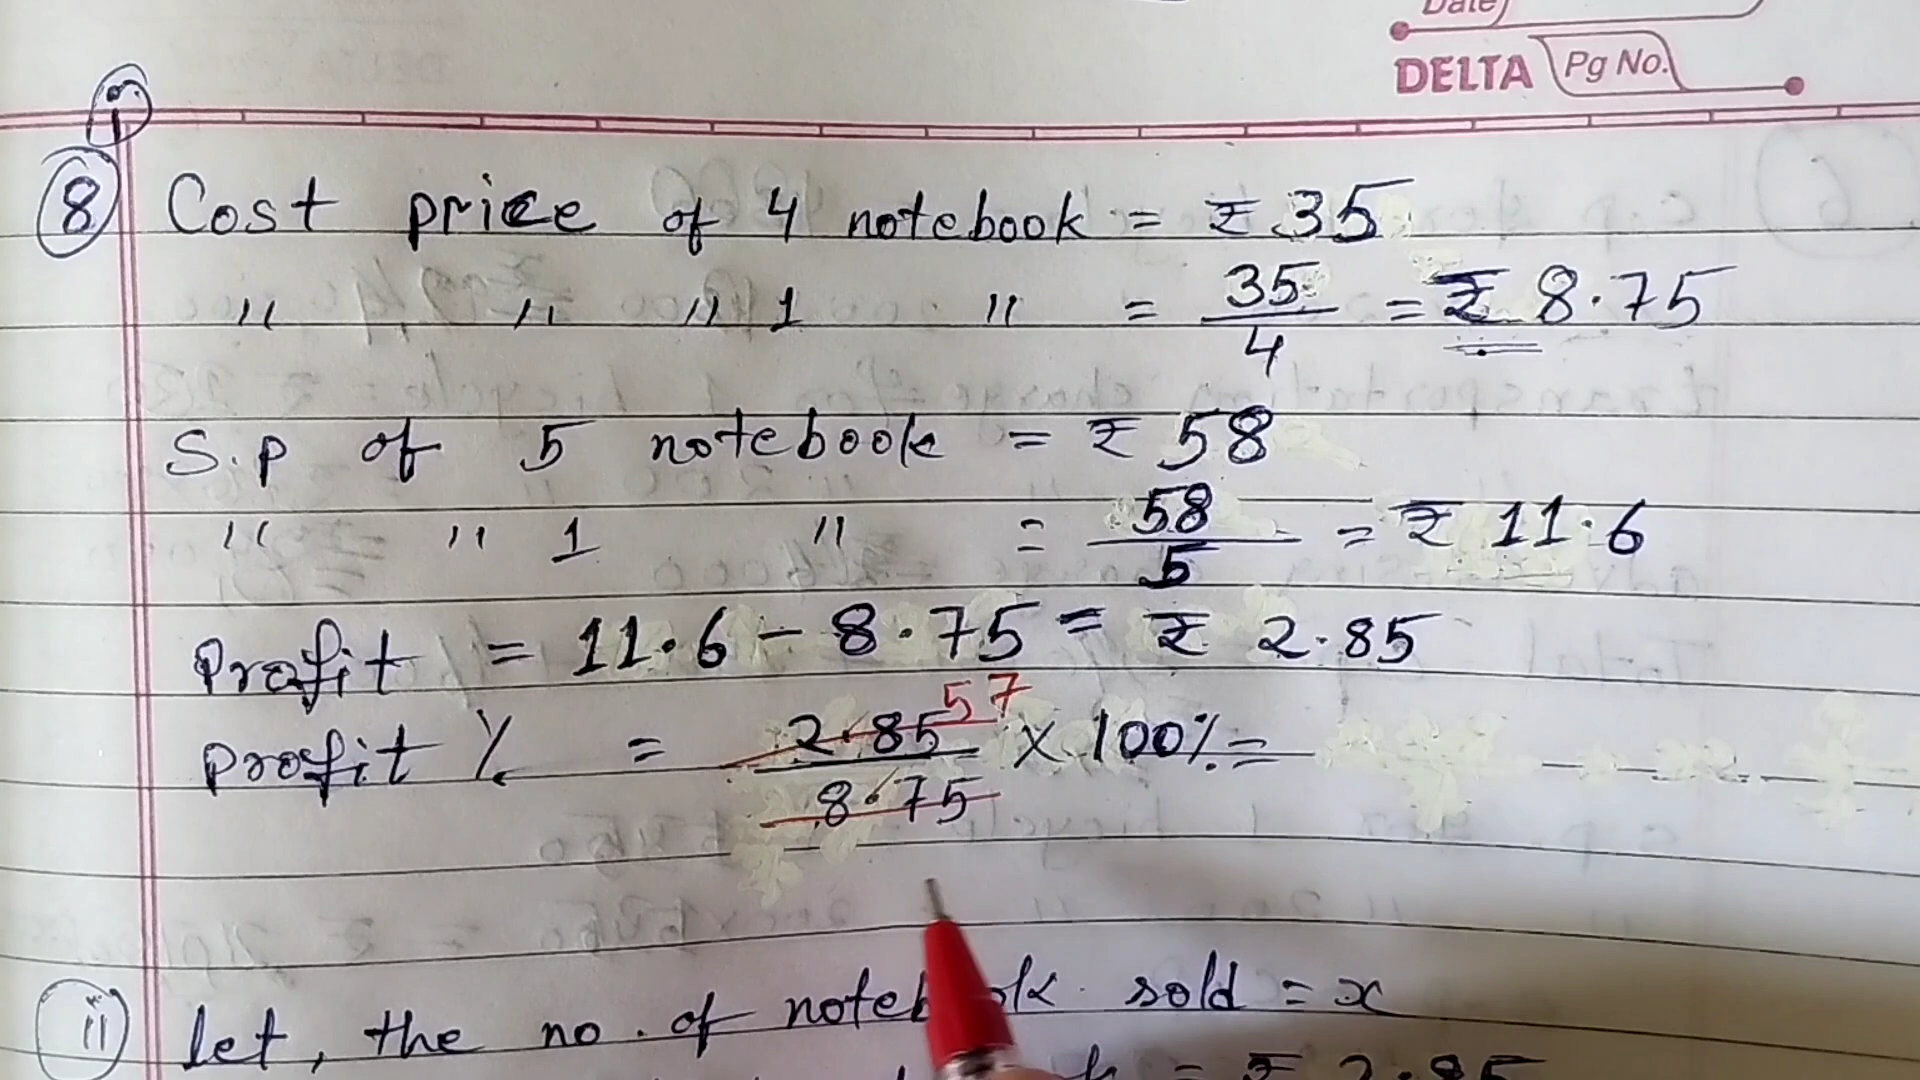 Date
DELTA Pg No.
i
8 Cost price of 4 notebook = ₹ 35
" " " 1 " = 35/4 = ₹ 8.75
S.p of 5 notebook = ₹ 58
" " 1 " = 58/5 = ₹ 11.6
Profit = 11.6 - 8.75 = ₹ 2.85
57
Profit % = 2.85/8.75 × 100% =
ii let, the no. of notebook sold = x
= ₹ 2.85